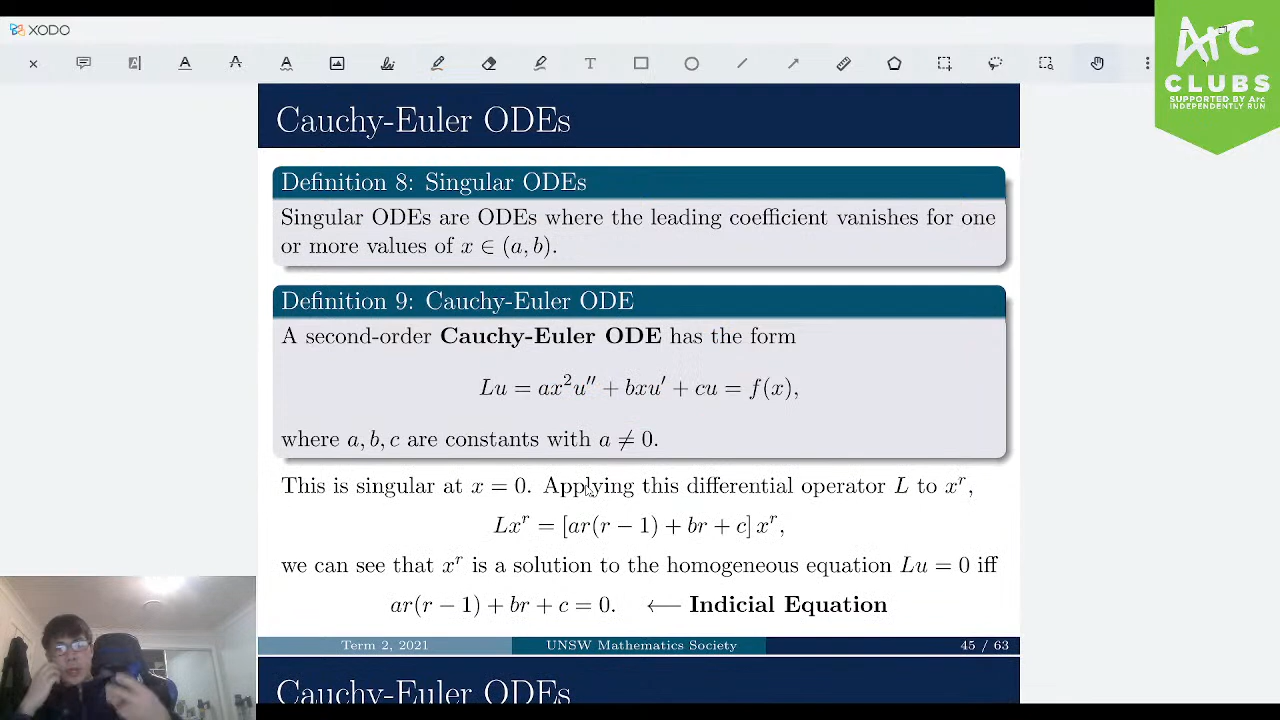 XODO
Arc
CLUBS
SUPPORTED BY Arc
INDEPENDENTLY RUN
Cauchy-Euler ODEs
Definition 8: Singular ODEs
Singular ODEs are ODEs where the leading coefficient vanishes for one
or more values of x ∈ (a, b).
Definition 9: Cauchy-Euler ODE
A second-order Cauchy-Euler ODE has the form
Lu = ax²u″ + bxu′ + cu = f(x),
where a, b, c are constants with a ≠ 0.
This is singular at x = 0. Applying this differential operator L to xʳ,
Lxʳ = [ar(r − 1) + br + c] xʳ,
we can see that xʳ is a solution to the homogeneous equation Lu = 0 iff
ar(r − 1) + br + c = 0. ⟵ Indicial Equation
Term 2, 2021 UNSW Mathematics Society 45 / 63
Cauchy-Euler ODEs